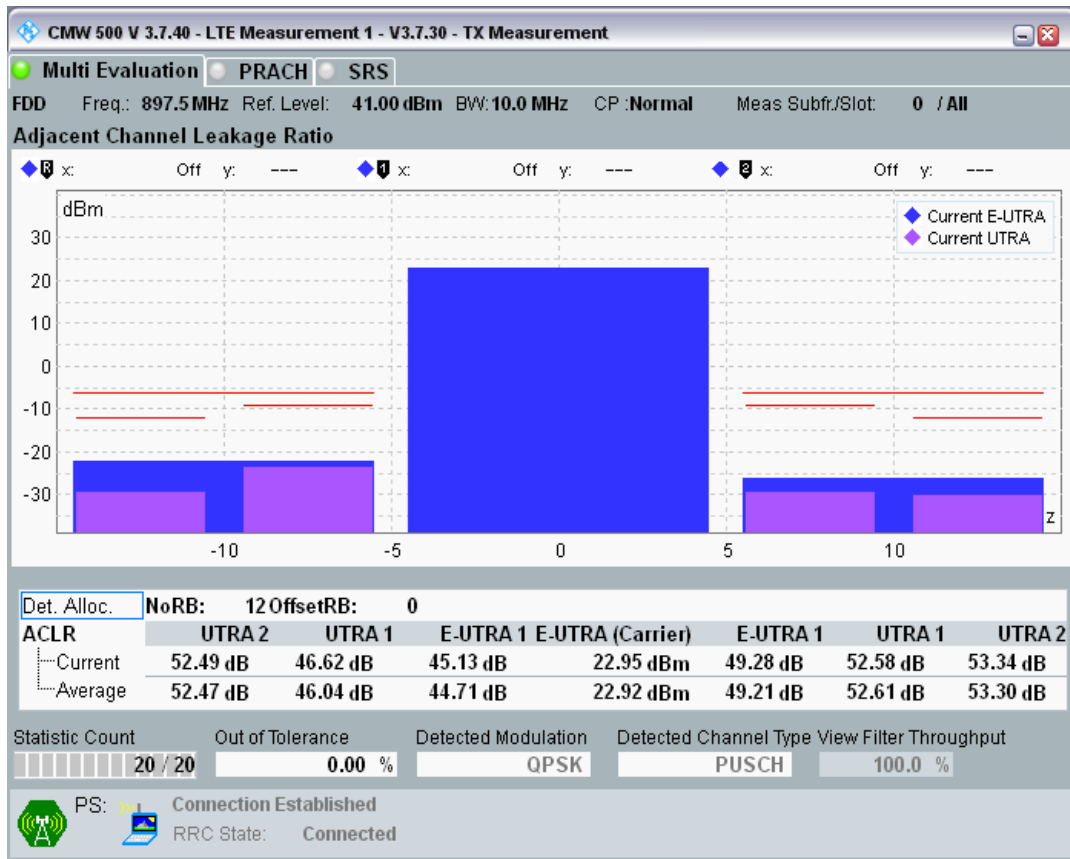 CMW 500 V 3.7.40 - LTE Measurement 1 - V3.7.30 - TX Measurement
Multi Evaluation PRACH SRS
FDD Freq.: 897.5 MHz Ref. Level: 41.00 dBm BW: 10.0 MHz CP :Normal Meas Subfr./Slot: 0 / All
Adjacent Channel Leakage Ratio
R x: Off y: --- 1 x: Off y: --- 2 x: Off y: ---
dBm
Current E-UTRA
Current UTRA
30
20
10
0
-10
-20
-30
z
-10 -5 0 5 10
Det. Alloc. NoRB: 12 OffsetRB: 0
ACLR UTRA 2 UTRA 1 E-UTRA 1 E-UTRA (Carrier) E-UTRA 1 UTRA 1 UTRA 2
Current 52.49 dB 46.62 dB 45.13 dB 22.95 dBm 49.28 dB 52.58 dB 53.34 dB
Average 52.47 dB 46.04 dB 44.71 dB 22.92 dBm 49.21 dB 52.61 dB 53.30 dB
Statistic Count Out of Tolerance Detected Modulation Detected Channel Type View Filter Throughput
20 / 20 0.00 % QPSK PUSCH 100.0 %
PS: Connection Established
RRC State: Connected